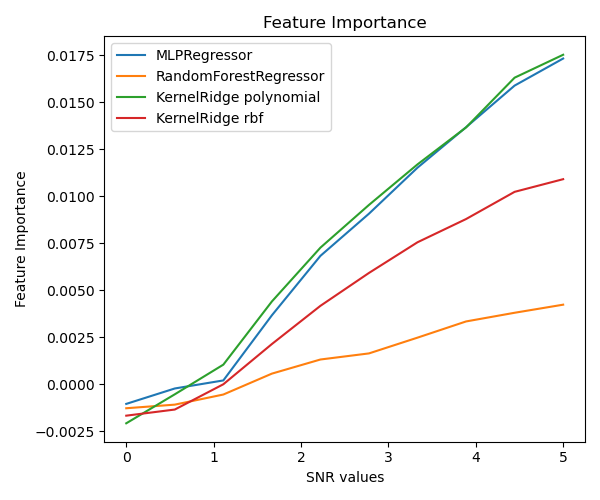 Feature Importance
MLPRegressor
RandomForestRegressor
KernelRidge polynomial
KernelRidge rbf
0.0175
0.0150
0.0125
0.0100
0.0075
0.0050
0.0025
0.0000
−0.0025
Feature Importance
0 1 2 3 4 5
SNR values